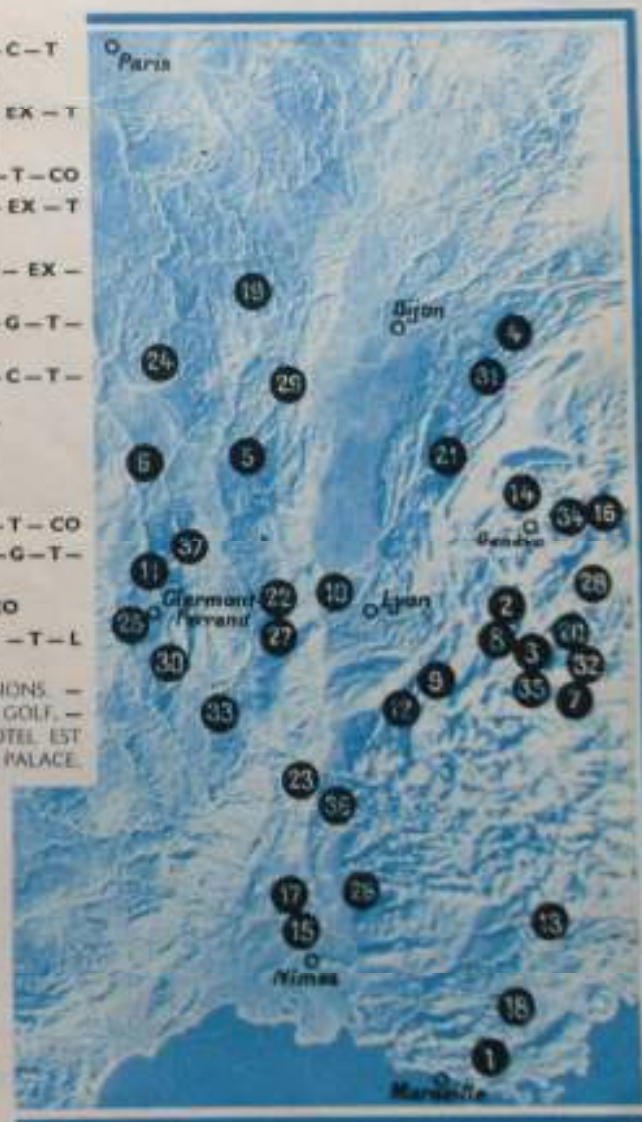 C — T
EX — T
T — CO
EX — T
— EX —
G — T —
C — T —
T — CO
G — T —
CO
— T — L
IONS. —
GOLF. —
OTEL EST
PALACE.
Paris
19
Dijon
4
24
29
31
6
5
21
14
Genève
34
16
37
11
28
22
10
Lyon
2
25
Clermont-
Ferrand
27
8
20
3
30
32
9
35
7
33
12
23
36
17
26
15
13
Nimes
18
1
Marseille